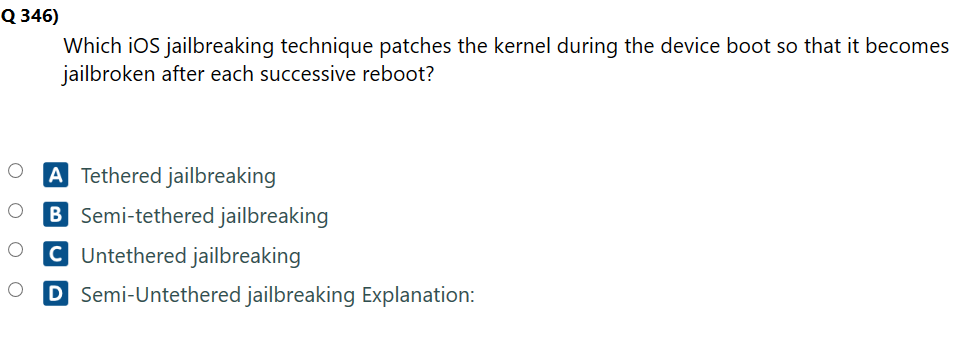 Q 346)
Which iOS jailbreaking technique patches the kernel during the device boot so that it becomes
jailbroken after each successive reboot?
A Tethered jailbreaking
B Semi-tethered jailbreaking
C Untethered jailbreaking
D Semi-Untethered jailbreaking Explanation: